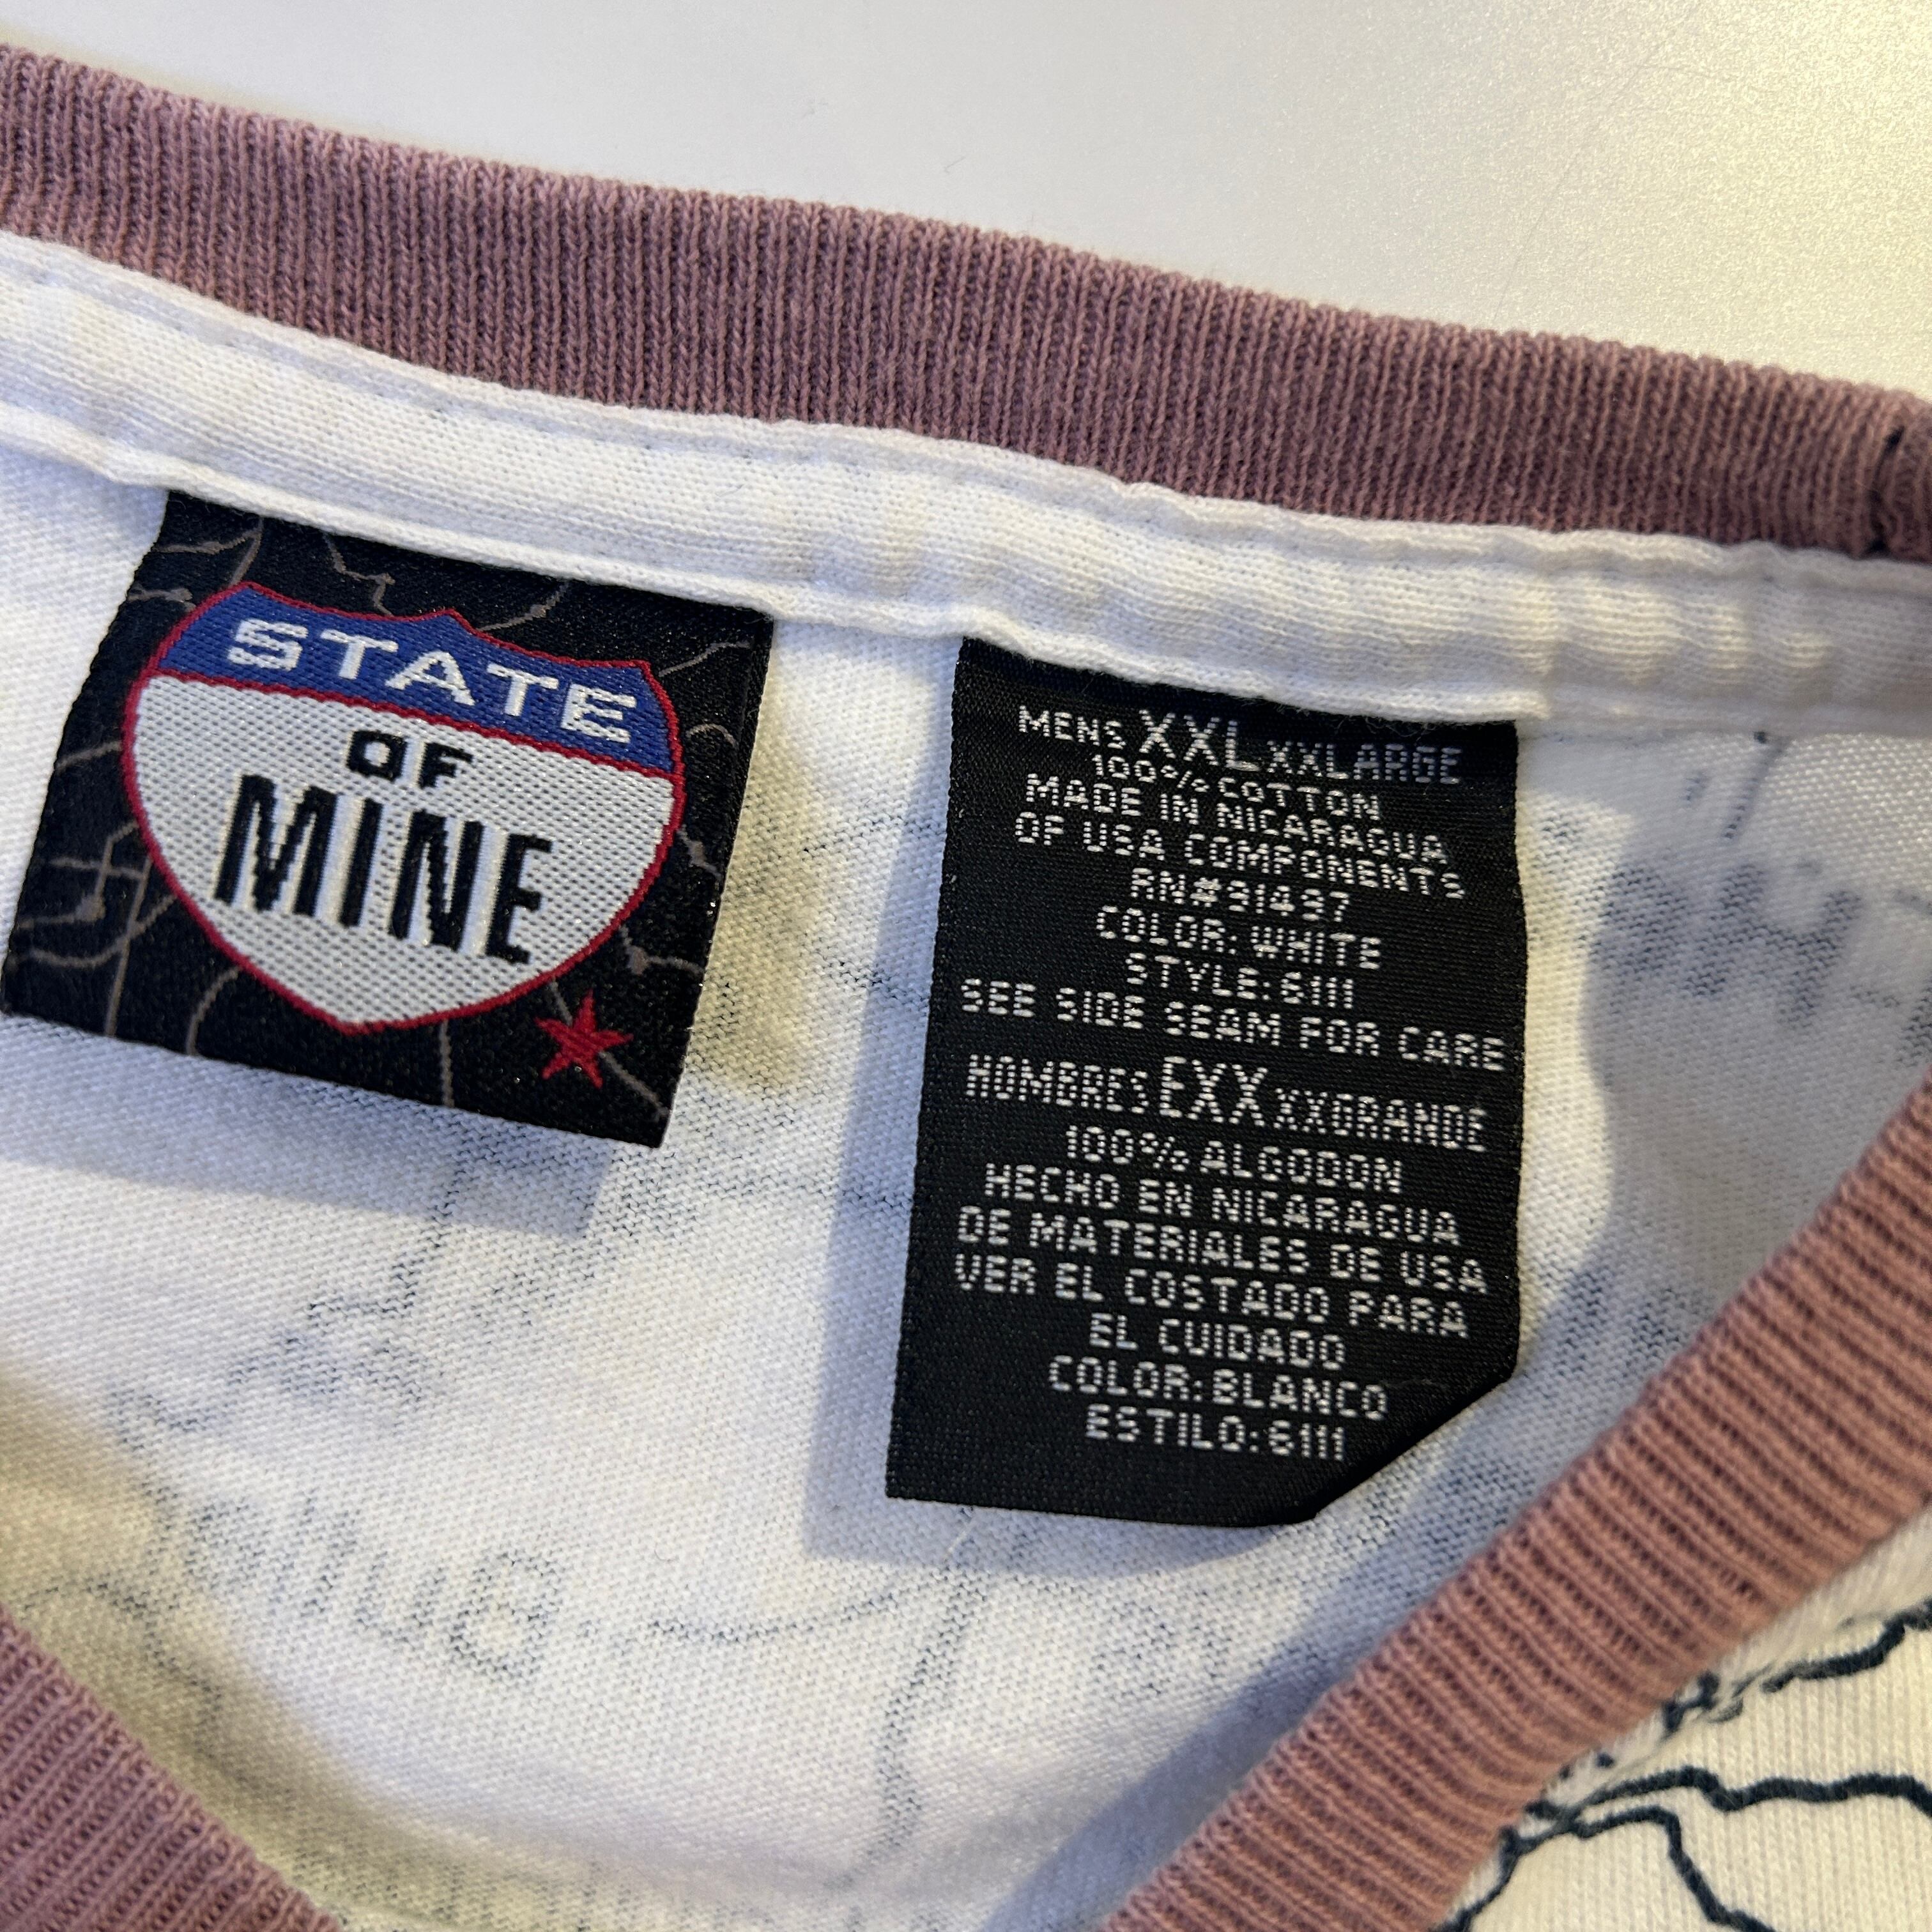 STATE
OF
MINE
MENS XXL XXLARGE
100% COTTON
MADE IN NICARAGUA
OF USA COMPONENTS
RN#91497
COLOR: WHITE
STYLE: 6111
SEE SIDE SEAM FOR CARE
HOMBRES EXX XXGRANDE
100% ALGODON
HECHO EN NICARAGUA
DE MATERIALES DE USA
VER EL COSTADO PARA
EL CUIDADO
COLOR: BLANCO
ESTILO: 6111